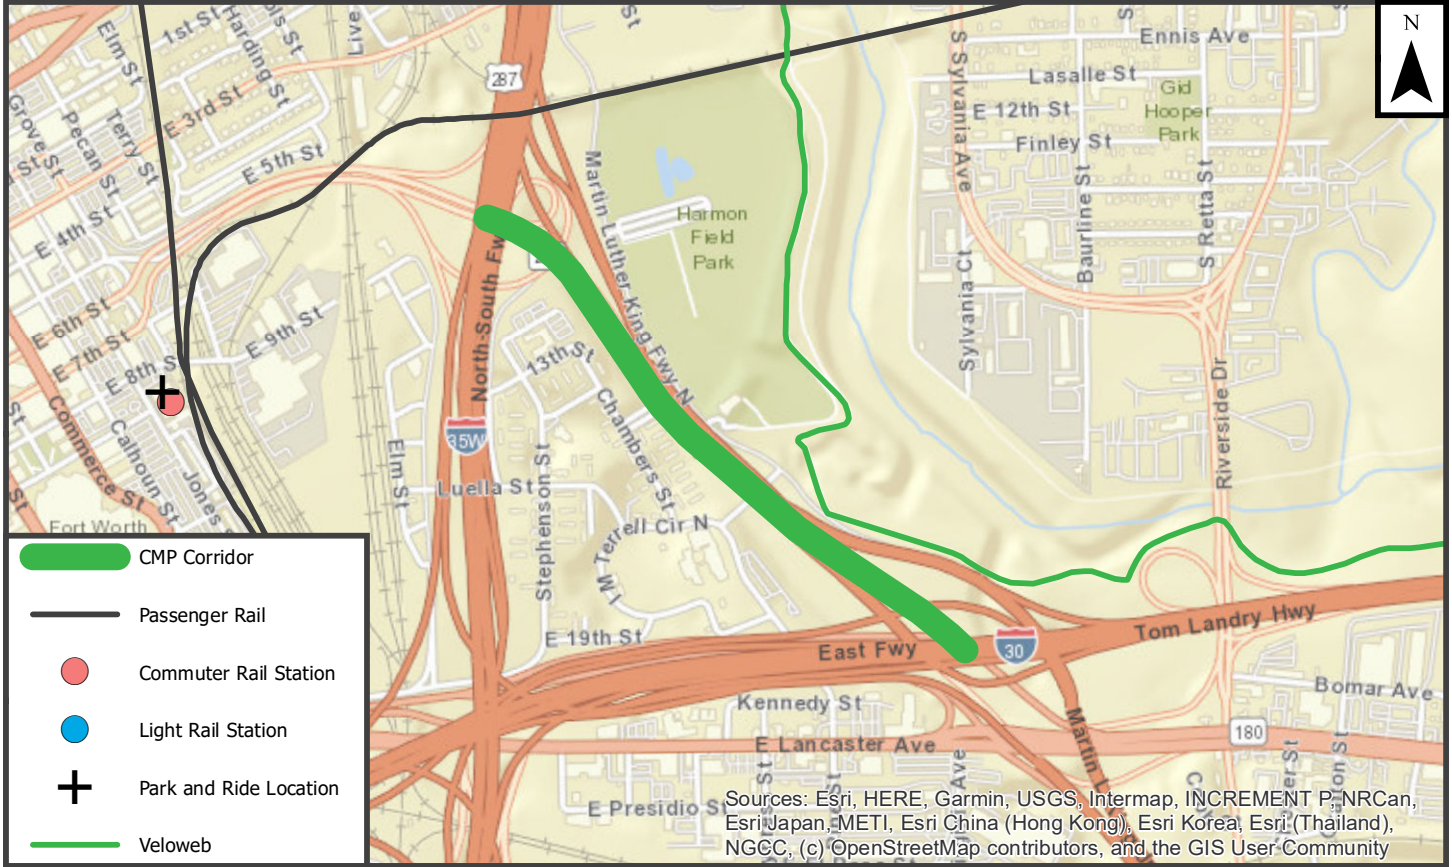 Elm St
1st St
Harding St
Live
St
S
Ennis Ave
N
287
S Sylvania Ave
Lasalle St
Gid
Hooper
Park
E 12th St
Finley St
Grove St
Pecan St
Terry St
E 3rd St
E 5th St
St
E 4th St
Martin Luther King Fwy N
Harmon
Field
Park
Baurline St
S Retta St
North-South Fwy
Sylvania Ct
E 6th St
E 7th St
E 8th S
E 9th St
13th St
Chambers St
Commerce St
Calhoun St
Jones S
St
St
35W
Elm St
Luella St
Stephenson St
Riverside Dr
Fort Worth
I M Terrell Cir N
E 19th St
East Fwy
30
Tom Landry Hwy
Kennedy St
Bomar Ave
E Lancaster Ave
180
Martin L
E Presidio St
CMP Corridor
Passenger Rail
Commuter Rail Station
Light Rail Station
Park and Ride Location
Veloweb
Sources: Esri, HERE, Garmin, USGS, Intermap, INCREMENT P, NRCan,
Esri Japan, METI, Esri China (Hong Kong), Esri Korea, Esri (Thailand),
NGCC, (c) OpenStreetMap contributors, and the GIS User Community